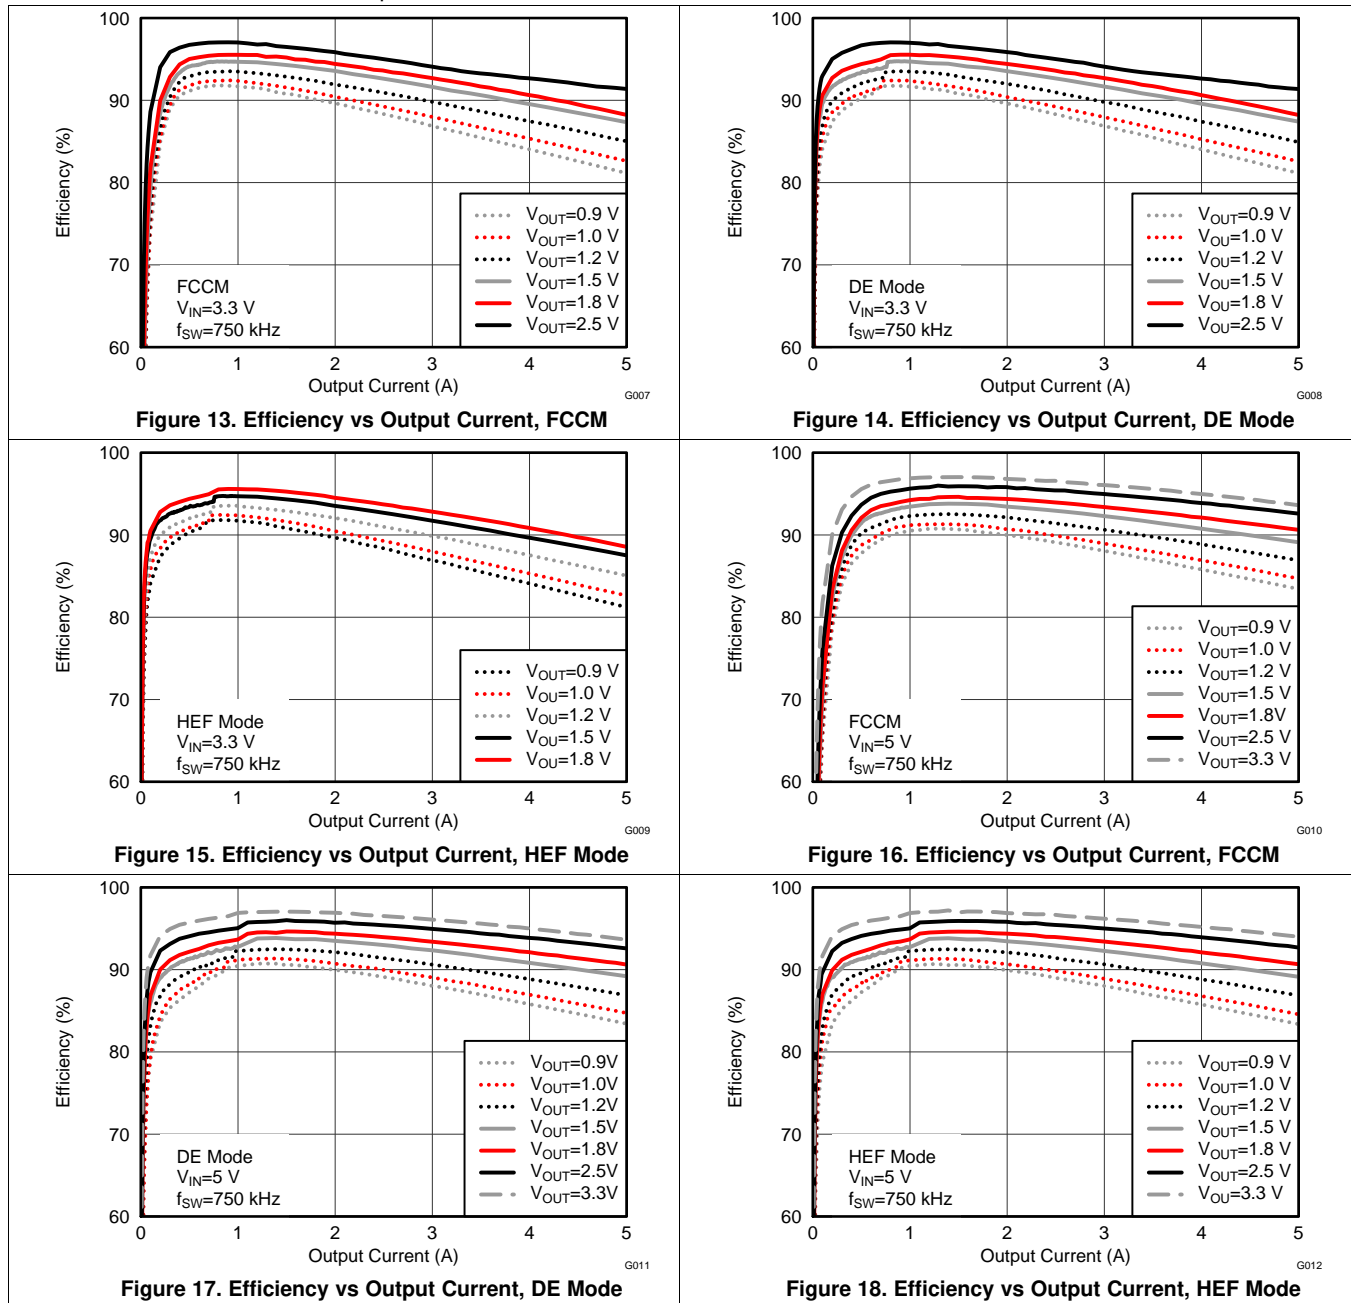 100
90
80
70
60
Efficiency (%)
FCCM
VIN=3.3 V
fSW=750 kHz
VOUT=0.9 V
VOUT=1.0 V
VOUT=1.2 V
VOUT=1.5 V
VOUT=1.8 V
VOUT=2.5 V
0 1 2 3 4 5
Output Current (A)
G007
Figure 13. Efficiency vs Output Current, FCCM
100
90
80
70
60
Efficiency (%)
DE Mode
VIN=3.3 V
fSW=750 kHz
VOUT=0.9 V
VOU=1.0 V
VOU=1.2 V
VOU=1.5 V
VOU=1.8 V
VOU=2.5 V
0 1 2 3 4 5
Output Current (A)
G008
Figure 14. Efficiency vs Output Current, DE Mode
100
90
80
70
60
Efficiency (%)
HEF Mode
VIN=3.3 V
fSW=750 kHz
VOUT=0.9 V
VOU=1.0 V
VOU=1.2 V
VOU=1.5 V
VOU=1.8 V
0 1 2 3 4 5
Output Current (A)
G009
Figure 15. Efficiency vs Output Current, HEF Mode
100
90
80
70
60
Efficiency (%)
FCCM
VIN=5 V
fSW=750 kHz
VOUT=0.9 V
VOUT=1.0 V
VOUT=1.2 V
VOUT=1.5 V
VOUT=1.8V
VOUT=2.5 V
VOUT=3.3 V
0 1 2 3 4 5
Output Current (A)
G010
Figure 16. Efficiency vs Output Current, FCCM
100
90
80
70
60
Efficiency (%)
DE Mode
VIN=5 V
fSW=750 kHz
VOUT=0.9V
VOUT=1.0V
VOUT=1.2V
VOUT=1.5V
VOUT=1.8V
VOUT=2.5V
VOUT=3.3V
0 1 2 3 4 5
Output Current (A)
G011
Figure 17. Efficiency vs Output Current, DE Mode
100
90
80
70
60
Efficiency (%)
HEF Mode
VIN=5 V
fSW=750 kHz
VOUT=0.9 V
VOUT=1.0 V
VOUT=1.2 V
VOUT=1.5 V
VOUT=1.8 V
VOUT=2.5 V
VOU=3.3 V
0 1 2 3 4 5
Output Current (A)
G012
Figure 18. Efficiency vs Output Current, HEF Mode